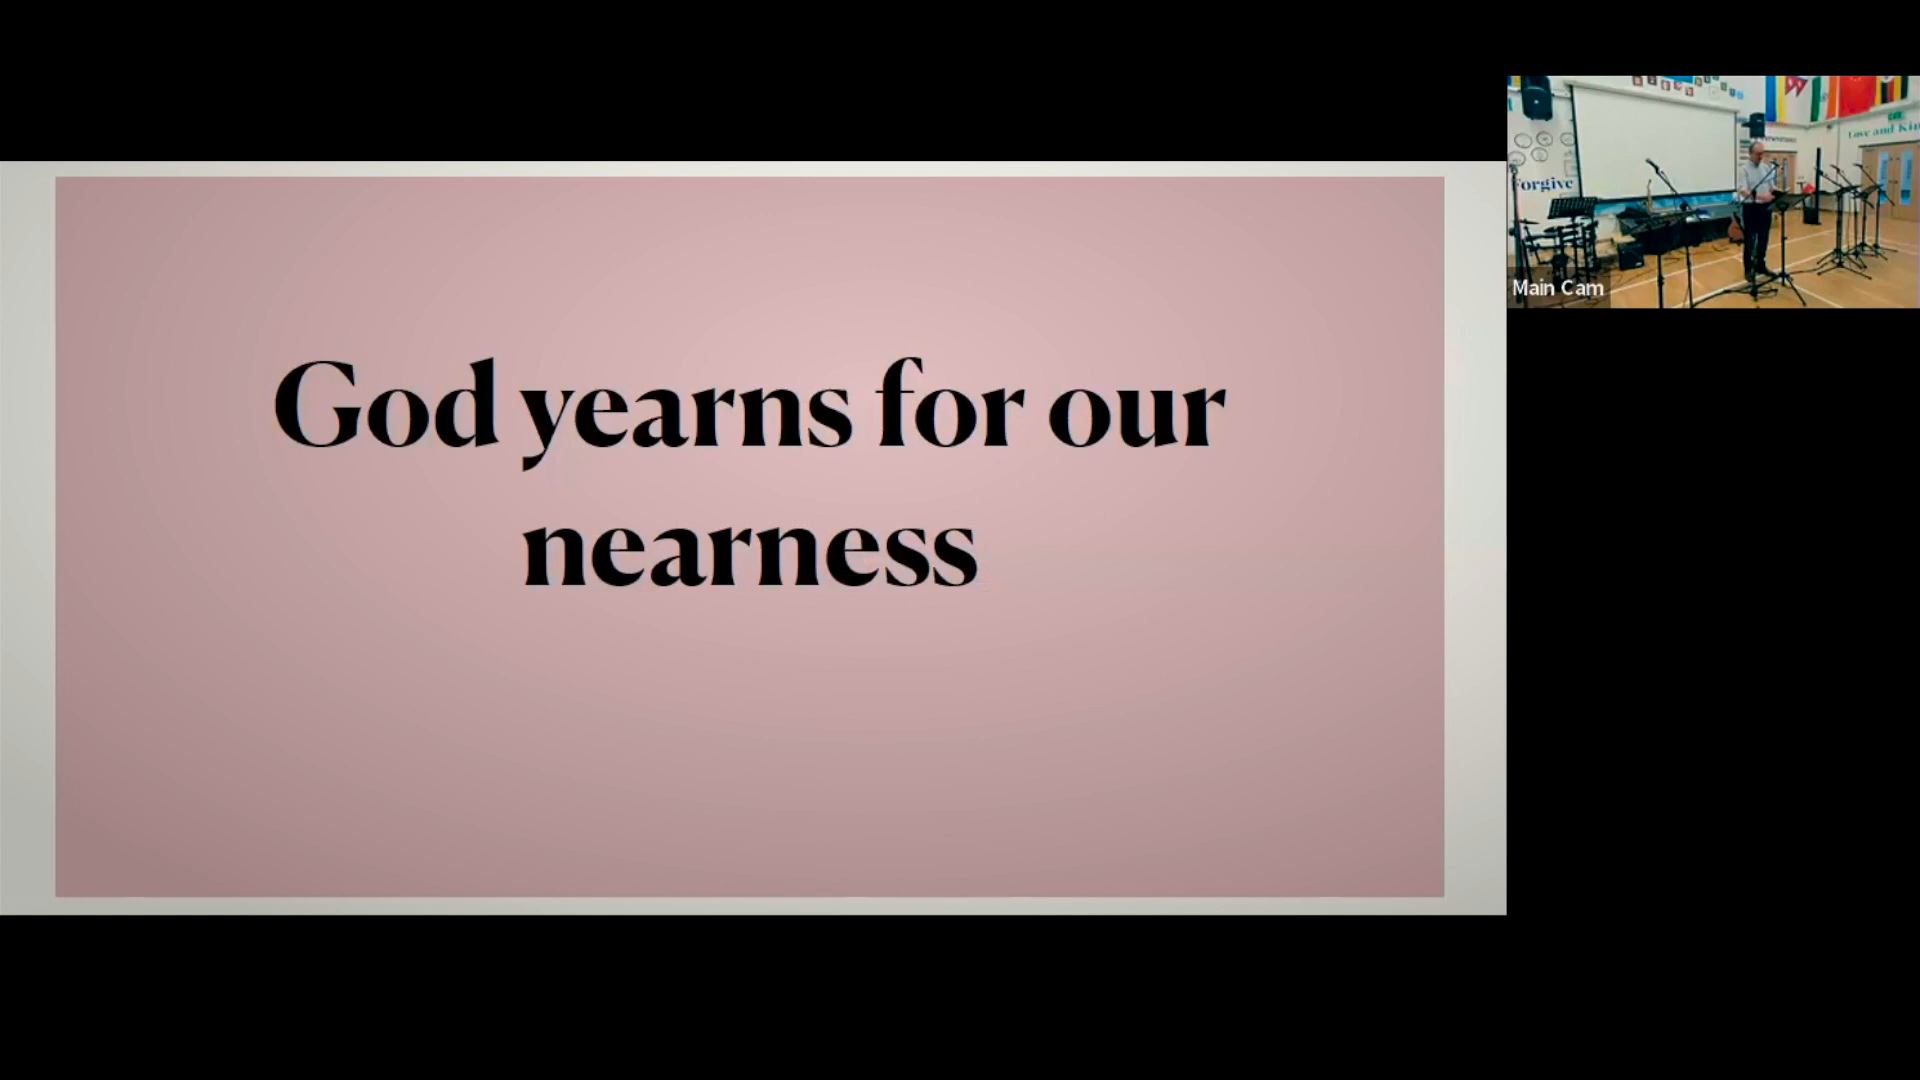 God yearns for our
nearness
Forgive
Love and Kin
Main Cam